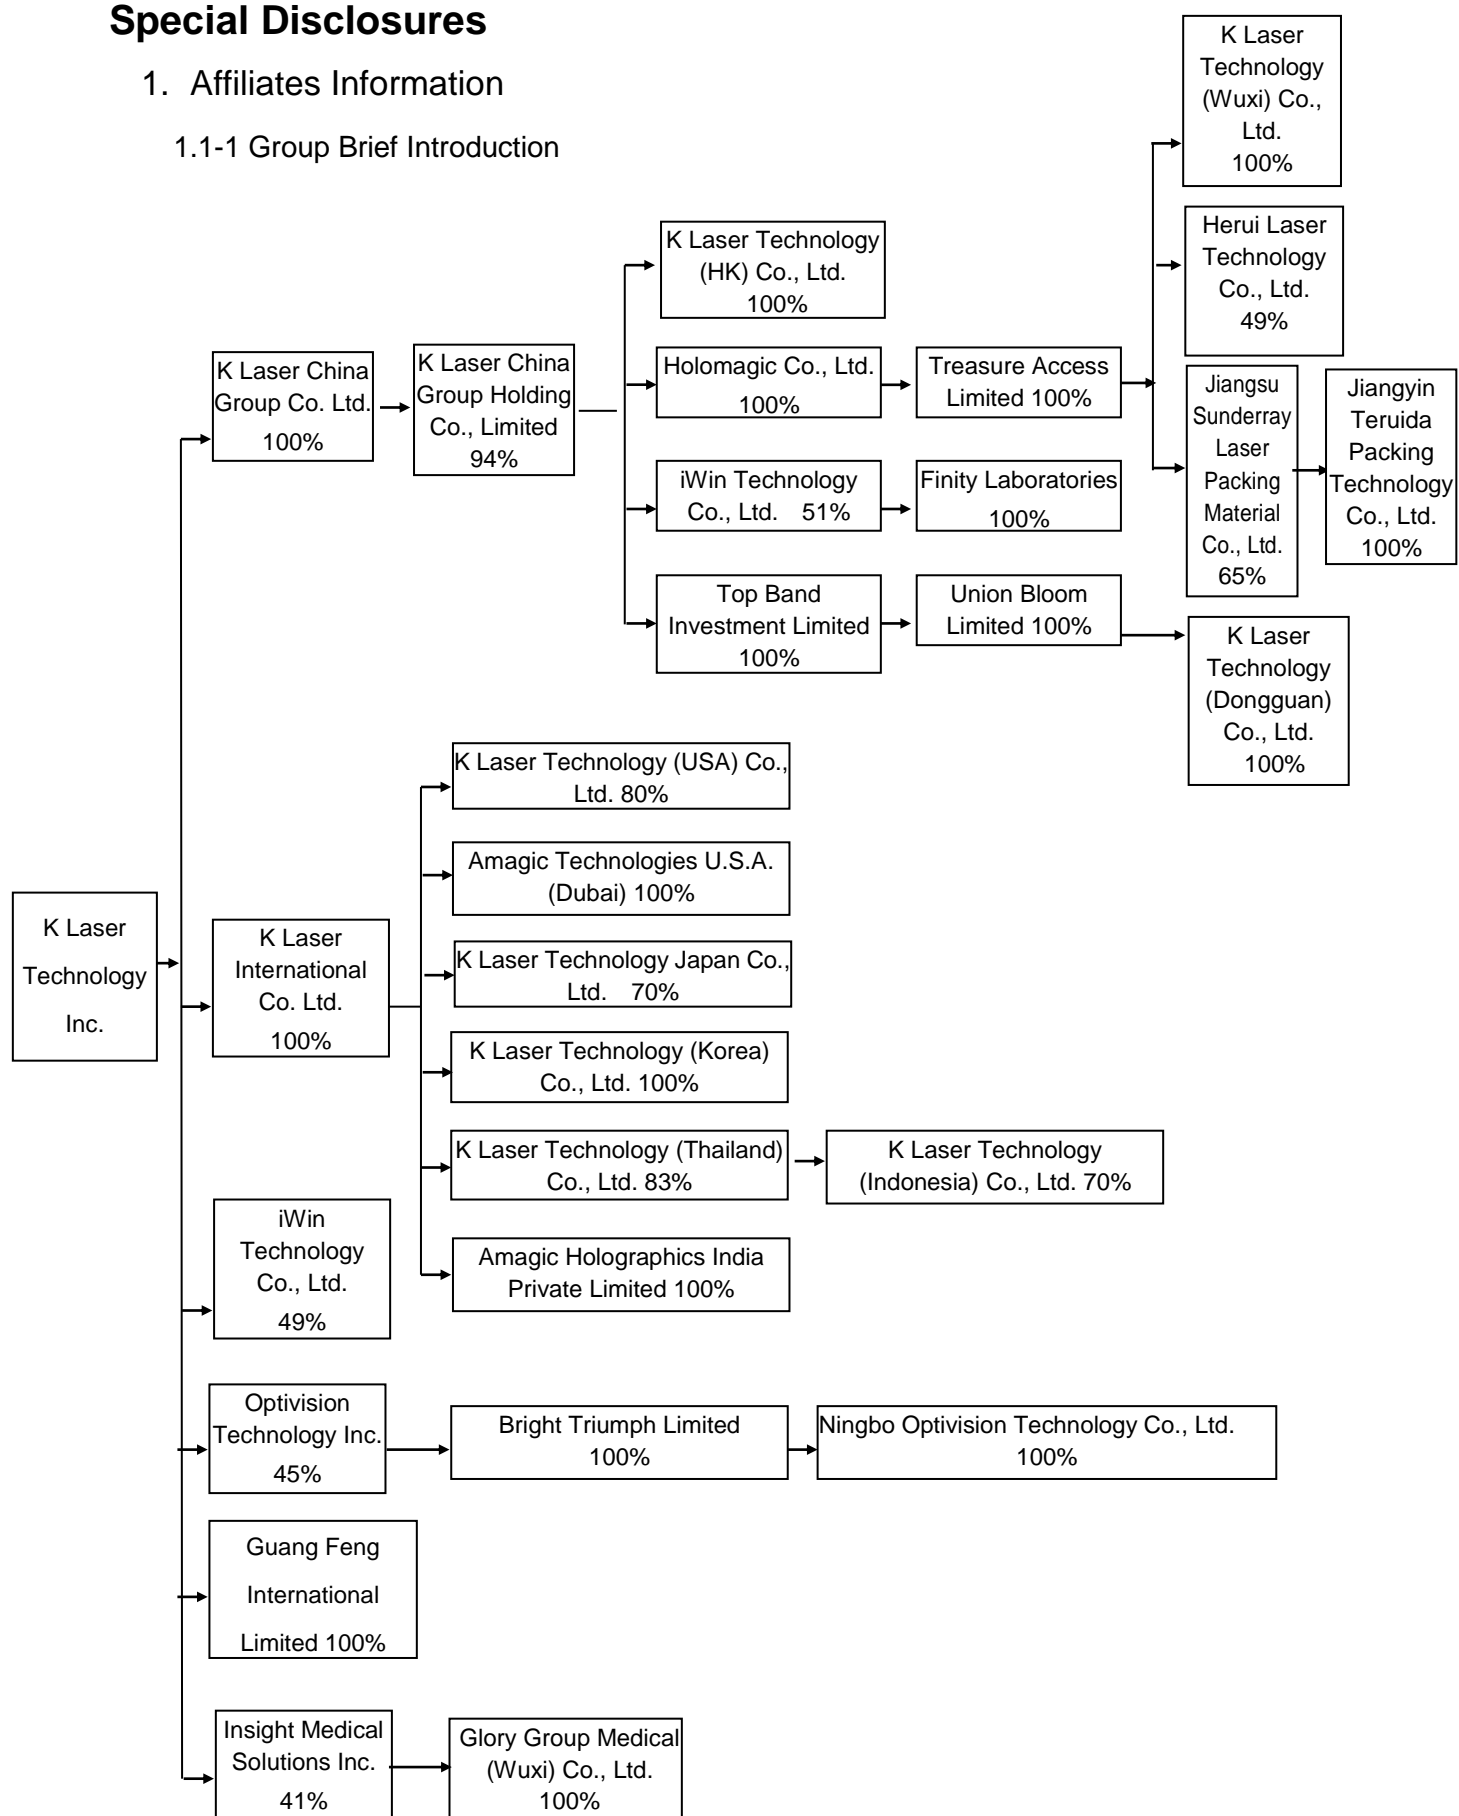 Special Disclosures
1. Affiliates Information
1.1-1 Group Brief Introduction
K Laser
Technology
Inc.
K Laser China
Group Co. Ltd.
100%
K Laser China
Group Holding
Co., Limited
94%
K Laser Technology
(HK) Co., Ltd.
100%
Holomagic Co., Ltd.
100%
Treasure Access
Limited 100%
K Laser
Technology
(Wuxi) Co.,
Ltd.
100%
Herui Laser
Technology
Co., Ltd.
49%
Jiangsu
Sunderray
Laser
Packing
Material
Co., Ltd.
65%
Jiangyin
Teruida
Packing
Technology
Co., Ltd.
100%
iWin Technology
Co., Ltd. 51%
Finity Laboratories
100%
Top Band
Investment Limited
100%
Union Bloom
Limited 100%
K Laser
Technology
(Dongguan)
Co., Ltd.
100%
K Laser
International
Co. Ltd.
100%
K Laser Technology (USA) Co.,
Ltd. 80%
Amagic Technologies U.S.A.
(Dubai) 100%
K Laser Technology Japan Co.,
Ltd. 70%
K Laser Technology (Korea)
Co., Ltd. 100%
K Laser Technology (Thailand)
Co., Ltd. 83%
K Laser Technology
(Indonesia) Co., Ltd. 70%
Amagic Holographics India
Private Limited 100%
iWin
Technology
Co., Ltd.
49%
Optivision
Technology Inc.
45%
Bright Triumph Limited
100%
Ningbo Optivision Technology Co., Ltd.
100%
Guang Feng
International
Limited 100%
Insight Medical
Solutions Inc.
41%
Glory Group Medical
(Wuxi) Co., Ltd.
100%